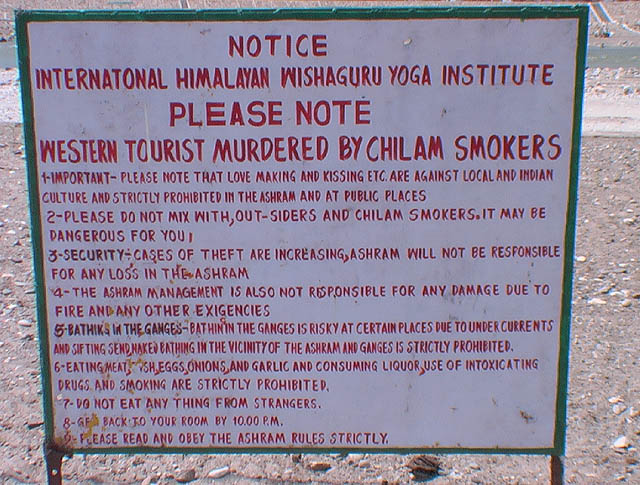 NOTICE
INTERNATONAL HIMALAYAN WISHAGURU YOGA INSTITUTE
PLEASE NOTE
WESTERN TOURIST MURDERED BY CHILAM SMOKERS
1-IMPORTANT- PLEASE NOTE THAT LOVE MAKING AND KISSING ETC. ARE AGAINST LOCAL AND INDIAN
CULTURE AND STRICTLY PROHIBITED IN THE ASHRAM AND AT PUBLIC PLACES
2-PLEASE DO NOT MIX WITH, OUT-SIDERS AND CHILAM SMOKERS. IT MAY BE
DANGEROUS FOR YOU,
3-SECURITY- CASES OF THEFT ARE INCREASING, ASHRAM WILL NOT BE RESPONSIBLE
FOR ANY LOSS IN THE ASHRAM
4-THE ASHRAM MANAGEMENT IS ALSO NOT RISPONSIBLE FOR ANY DAMAGE DUE TO
FIRE AND ANY OTHER EXIGENCIES
5-BATHING IN THE GANGES- BATHIN'IN THE GANGES IS RISKY AT CERTAIN PLACES DUE TO UNDER CURRENTS
AND SIFTING SEND, NAKED BATHING IN THE VICINITY OF THE ASHRAM AND GANGES IS STRICTLY PROHIBITED.
6-EATING MEAT, FISH, EGGS, ONIONS, AND GARLIC AND CONSUMING LIQUOR, USE OF INTOXICATING
DRUGS AND SMOKING ARE STRICTLY PROHIBITED.
7-DO NOT EAT ANY THING FROM STRANGERS.
8-GET BACK TO YOUR ROOM BY 10.00 P.M.
9-PLEASE READ AND OBEY THE ASHRAM RULES STRICTLY.